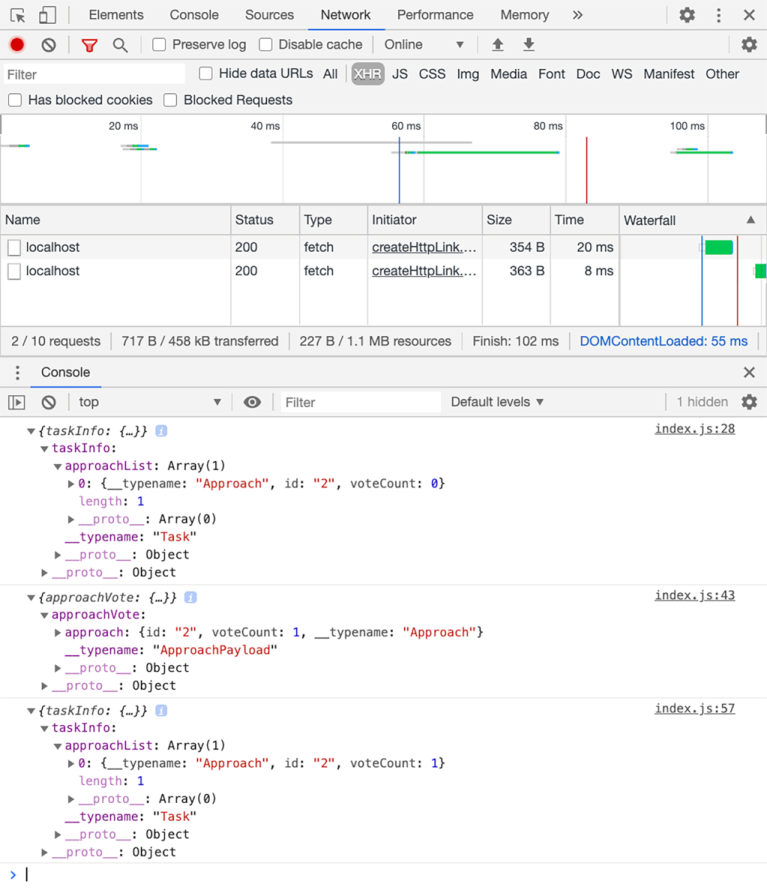 Elements Console Sources Network Performance Memory »
Preserve log Disable cache Online ▼
Filter Hide data URLs All XHR JS CSS Img Media Font Doc WS Manifest Other
Has blocked cookies Blocked Requests
20 ms 40 ms 60 ms 80 ms 100 ms
Name Status Type Initiator Size Time Waterfall ▲
localhost 200 fetch createHttpLink.... 354 B 20 ms
localhost 200 fetch createHttpLink.... 363 B 8 ms
2 / 10 requests 717 B / 458 kB transferred 227 B / 1.1 MB resources Finish: 102 ms DOMContentLoaded: 55 ms
Console
top ▼ Filter Default levels ▼ 1 hidden
▼{taskInfo: {…}} i index.js:28
▼taskInfo:
▼approachList: Array(1)
▶0: {__typename: "Approach", id: "2", voteCount: 0}
length: 1
▶__proto__: Array(0)
__typename: "Task"
▶__proto__: Object
▶__proto__: Object
▼{approachVote: {…}} i index.js:43
▼approachVote:
▶approach: {id: "2", voteCount: 1, __typename: "Approach"}
__typename: "ApproachPayload"
▶__proto__: Object
▶__proto__: Object
▼{taskInfo: {…}} i index.js:57
▼taskInfo:
▼approachList: Array(1)
▶0: {__typename: "Approach", id: "2", voteCount: 1}
length: 1
▶__proto__: Array(0)
__typename: "Task"
▶__proto__: Object
▶__proto__: Object
>